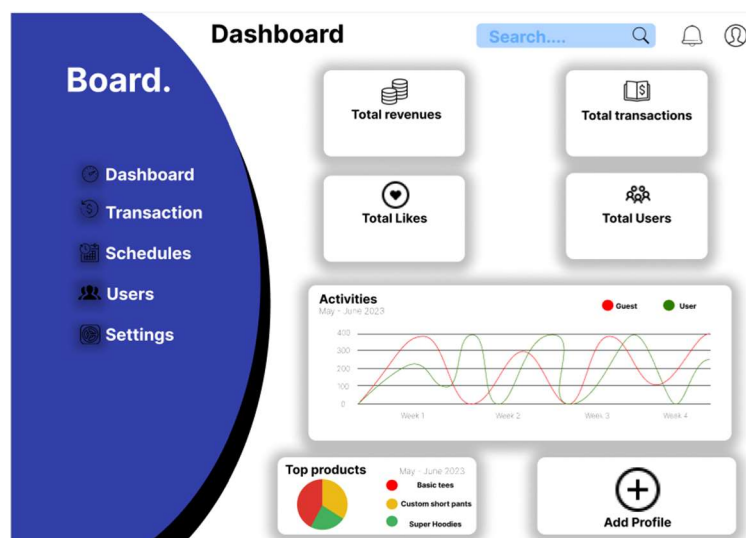 Dashboard
Search....
Board.
Dashboard
Transaction
Schedules
Users
Settings
Total revenues
$
Total transactions
Total Likes
Total Users
Activities
May - June 2023
Guest
User
400
300
200
100
0
Week 1
Week 2
Week 3
Week 4
Top products
May - June 2023
Basic tees
Custom short pants
Super Hoodies
Add Profile